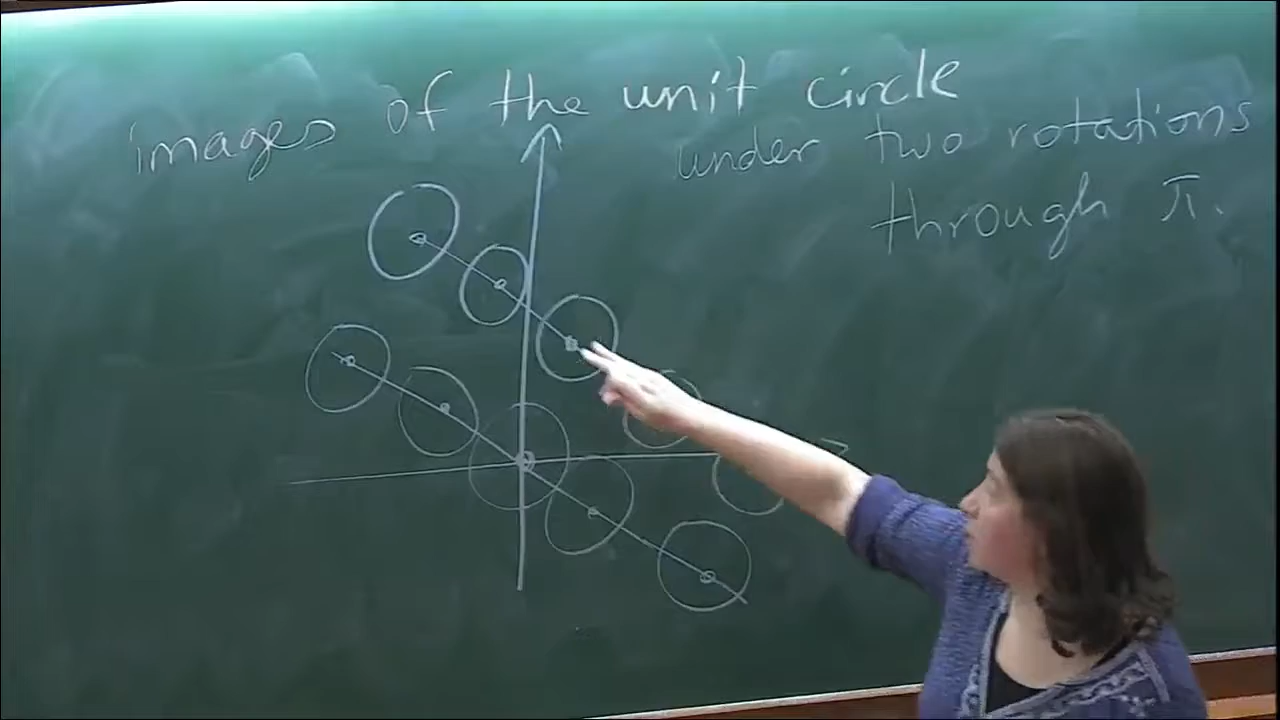 images of the unit circle
under two rotations
through π.